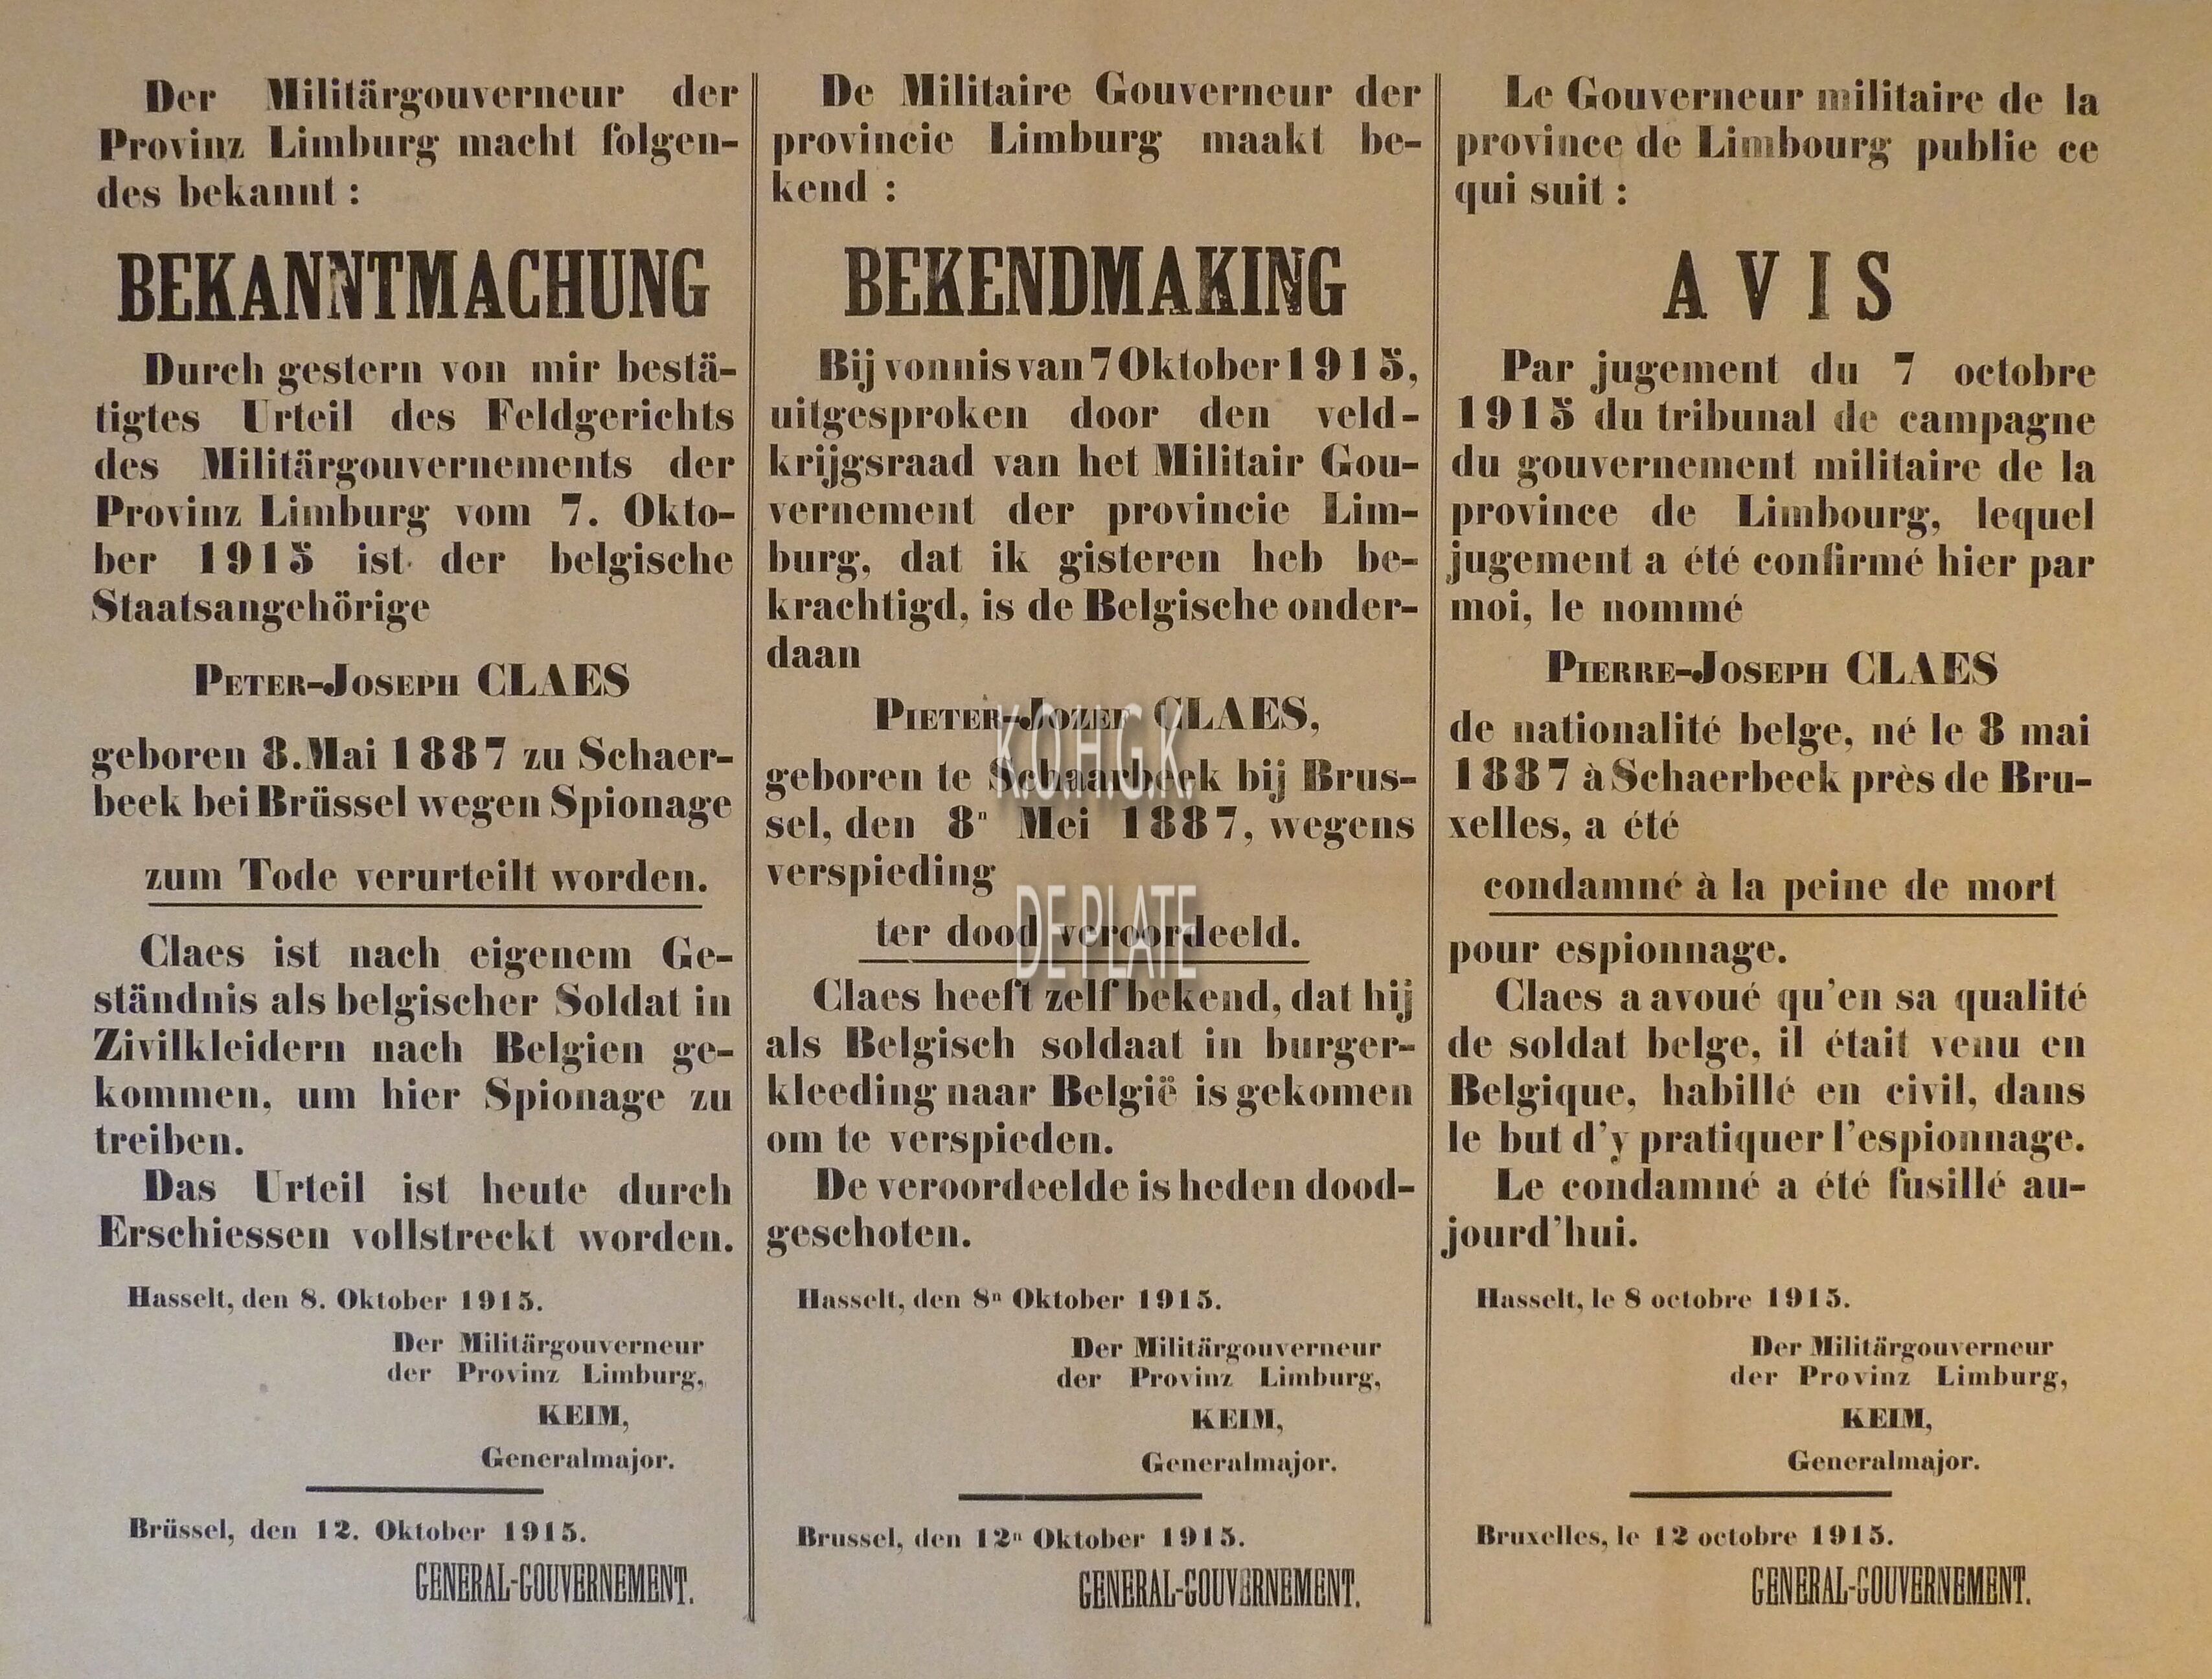 Der Militärgouverneur der
Provinz Limburg macht folgen-
des bekannt :
BEKANNTMACHUNG
Durch gestern von mir bestä-
tigtes Urteil des Feldgerichts
des Militärgouvernements der
Provinz Limburg vom 7. Okto-
ber 1915 ist der belgische
Staatsangehörige
PETER-JOSEPH CLAES
geboren 8. Mai 1887 zu Schaer-
beek bei Brüssel wegen Spionage
zum Tode verurteilt worden.
Claes ist nach eigenem Ge-
ständnis als belgischer Soldat in
Zivilkleidern nach Belgien ge-
kommen, um hier Spionage zu
treiben.
Das Urteil ist heute durch
Erschiessen vollstreckt worden.
Hasselt, den 8. Oktober 1915.
Der Militärgouverneur
der Provinz Limburg,
KEIM,
Generalmajor.
Brüssel, den 12. Oktober 1915.
GENERAL-GOUVERNEMENT.
De Militaire Gouverneur der
provincie Limburg maakt be-
kend :
BEKENDMAKING
Bij vonnis van 7 Oktober 1915,
uitgesproken door den veld-
krijgsraad van het Militair Gou-
vernement der provincie Lim-
burg, dat ik gisteren heb be-
krachtigd, is de Belgische onder-
daan
PIETER-JOZEF CLAES,
K.O.H.G.K
geboren te Schaarbeek bij Brus-
sel, den 8n Mei 1887, wegens
verspieding
DE PLATE
ter dood veroordeeld.
Claes heeft zelf bekend, dat hij
als Belgisch soldaat in burger-
kleeding naar België is gekomen
om te verspieden.
De veroordeelde is heden dood-
geschoten.
Hasselt, den 8n Oktober 1915.
Der Militärgouverneur
der Provinz Limburg,
KEIM,
Generalmajor.
Brussel, den 12n Oktober 1915.
GENERAL-GOUVERNEMENT.
Le Gouverneur militaire de la
province de Limbourg publie ce
qui suit :
AVIS
Par jugement du 7 octobre
1915 du tribunal de campagne
du gouvernement militaire de la
province de Limbourg, lequel
jugement a été confirmé hier par
moi, le nommé
PIERRE-JOSEPH CLAES
de nationalité belge, né le 8 mai
1887 à Schaerbeek près de Bru-
xelles, a été
condamné à la peine de mort
pour espionnage.
Claes a avoué qu'en sa qualité
de soldat belge, il était venu en
Belgique, habillé en civil, dans
le but d'y pratiquer l'espionnage.
Le condamné a été fusillé au-
jourd'hui.
Hasselt, le 8 octobre 1915.
Der Militärgouverneur
der Provinz Limburg,
KEIM,
Generalmajor.
Bruxelles, le 12 octobre 1915.
GENERAL-GOUVERNEMENT.